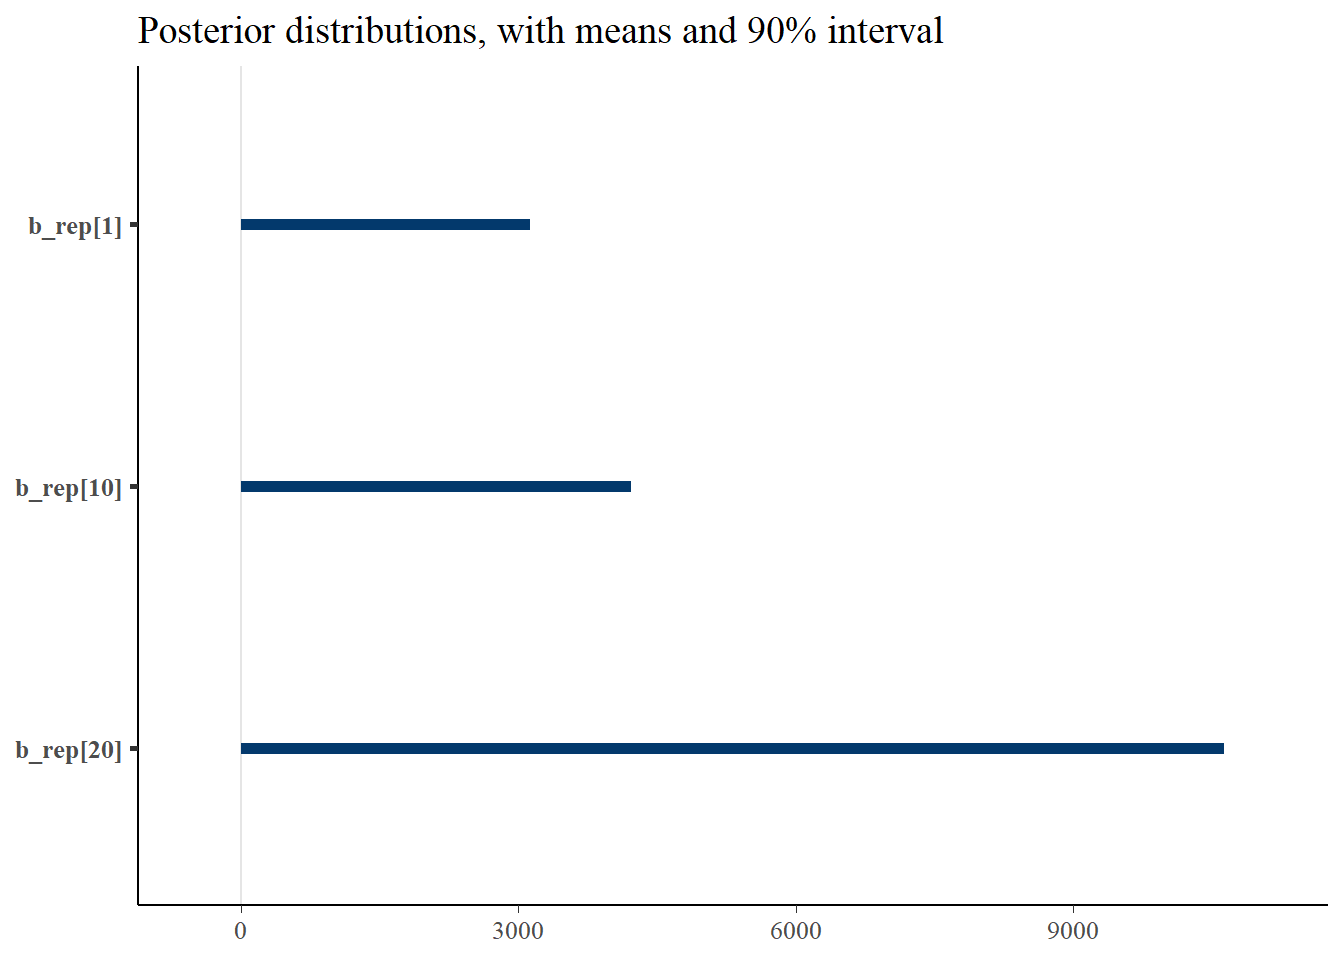 Posterior distributions, with means and 90% interval
b_rep[1]
b_rep[10]
b_rep[20]
0 3000 6000 9000